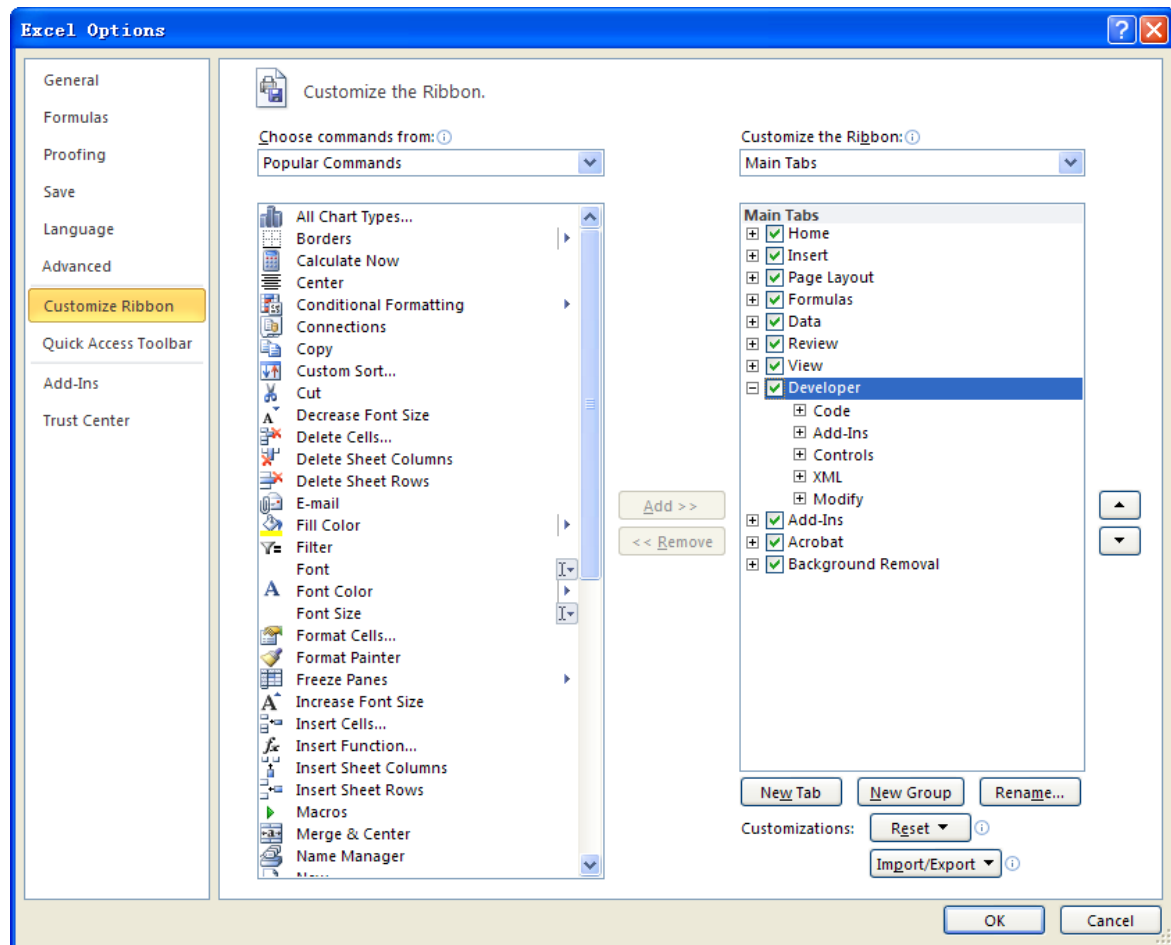 Excel Options
General
Formulas
Proofing
Save
Language
Advanced
Customize Ribbon
Quick Access Toolbar
Add-Ins
Trust Center
Customize the Ribbon.
Choose commands from:
Popular Commands
All Chart Types...
Borders
Calculate Now
Center
Conditional Formatting
Connections
Copy
Custom Sort...
Cut
Decrease Font Size
Delete Cells...
Delete Sheet Columns
Delete Sheet Rows
E-mail
Fill Color
Filter
Font
Font Color
Font Size
Format Cells...
Format Painter
Freeze Panes
Increase Font Size
Insert Cells...
Insert Function...
Insert Sheet Columns
Insert Sheet Rows
Macros
Merge & Center
Name Manager
Add >>
<< Remove
Customize the Ribbon:
Main Tabs
Main Tabs
Home
Insert
Page Layout
Formulas
Data
Review
View
Developer
Code
Add-Ins
Controls
XML
Modify
Add-Ins
Acrobat
Background Removal
New Tab
New Group
Rename...
Customizations:
Reset
Import/Export
OK
Cancel